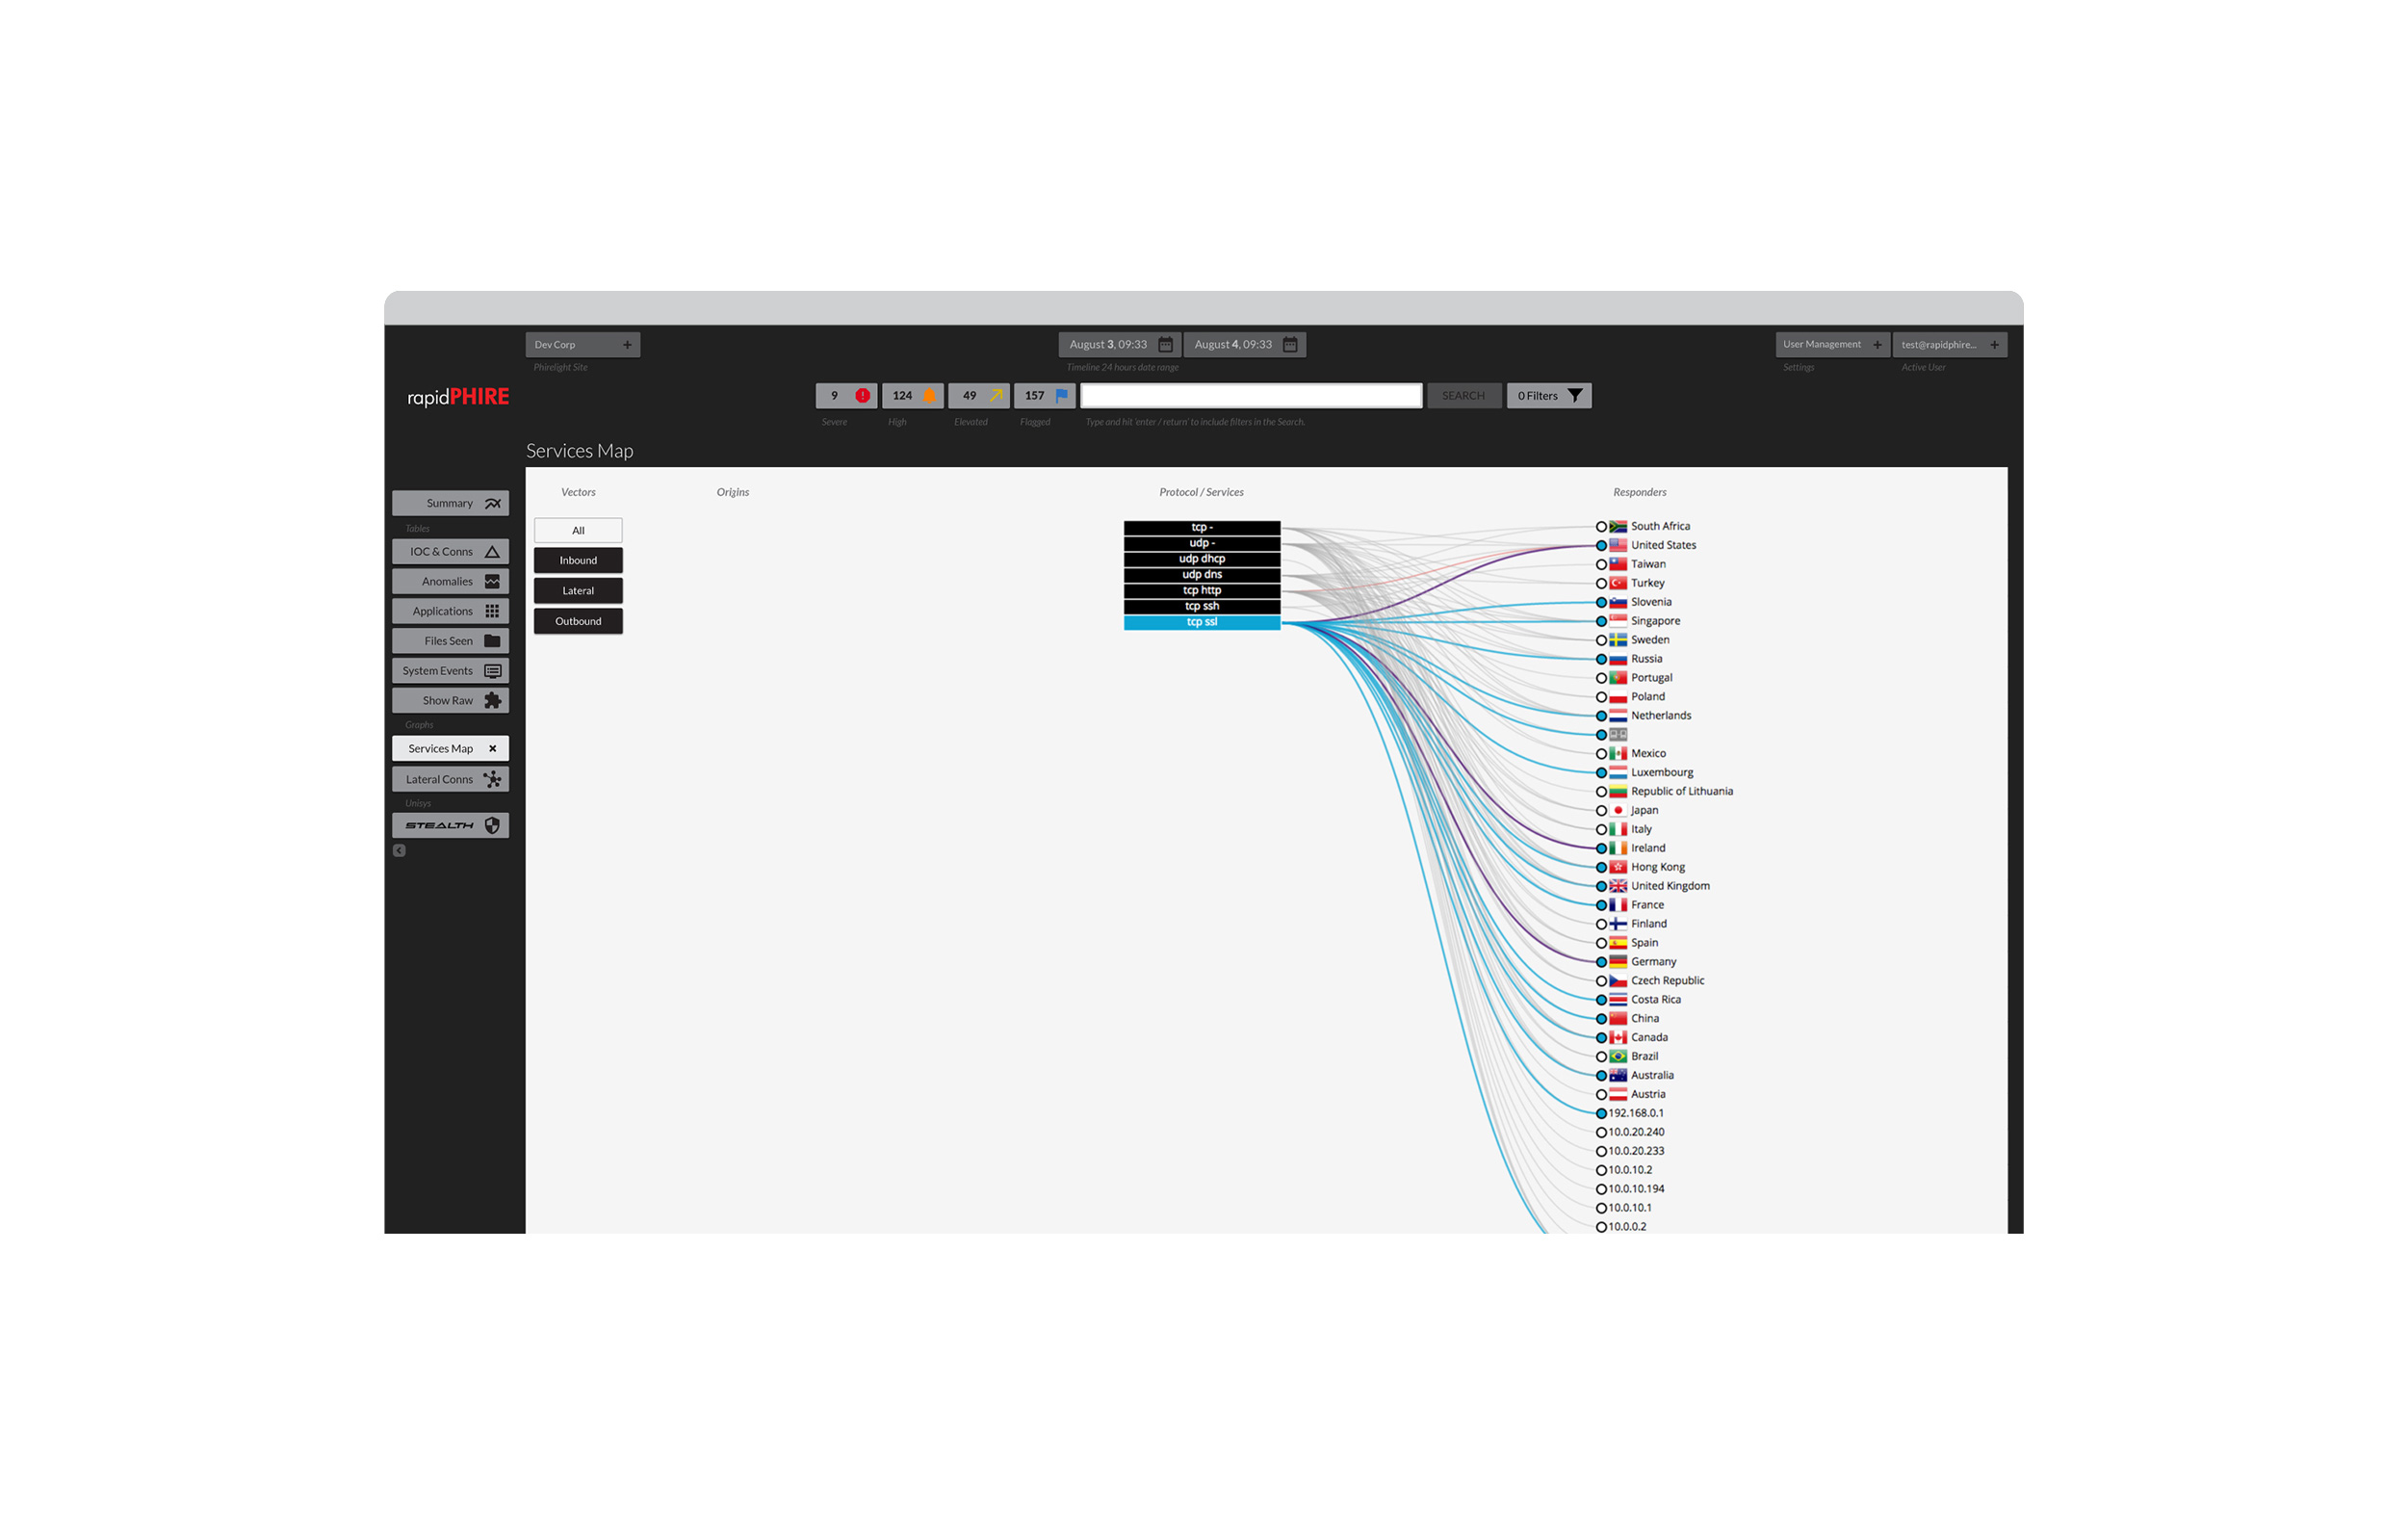 Dev Corp +
August 3, 09:33
August 4, 09:33
User Management +
test@rapidphire... +
Phirelight Site
Timeline 24 hours date range
Settings
Active User
rapidPHIRE
9
124
49
157
SEARCH
0 Filters
Severe
High
Elevated
Flagged
Type and hit 'enter / return' to include filters in the Search.
Services Map
Summary
Tables
IOC & Conns
Anomalies
Applications
Files Seen
System Events
Show Raw
Graphs
Services Map
Lateral Conns
Unisys
STEALTH
Vectors
All
Inbound
Lateral
Outbound
Origins
Protocol / Services
tcp -
udp -
udp dhcp
udp dns
tcp http
tcp ssh
tcp ssl
Responders
South Africa
United States
Taiwan
Turkey
Slovenia
Singapore
Sweden
Russia
Portugal
Poland
Netherlands
Mexico
Luxembourg
Republic of Lithuania
Japan
Italy
Ireland
Hong Kong
United Kingdom
France
Finland
Spain
Germany
Czech Republic
Costa Rica
China
Canada
Brazil
Australia
Austria
192.168.0.1
10.0.20.240
10.0.20.233
10.0.10.2
10.0.10.194
10.0.10.1
10.0.0.2